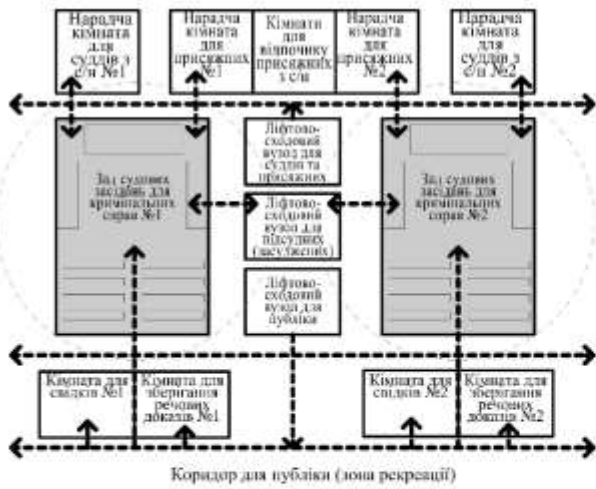 Нарадча
кімната
для
суддів з
с/н №1
Нарадча
кімната
для
присяжних
№1
Кімнати
для
відпочику
присяжних
з с/н
Нарадча
кімната
для
присяжних
№2
Нарадча
кімната
для
суддів з
с/н №2
Ліфтово-
сходовий
вузол для
суддів та
присяжних
Зал судових
засідань для
кримінальних
справ №1
Ліфтово-
сходовий
вузол для
підсудних
(засуджених)
Зал судових
засідань для
кримінальних
справ №2
Ліфтово-
сходовий
вузол для
публіки
Кімната для
свідків №1
Кімната для
зберігання
речових
доказів №1
Кімната для
свідків №2
Кімната для
зберігання
речових
доказів №2
Коридор для публіки (зона рекреації)